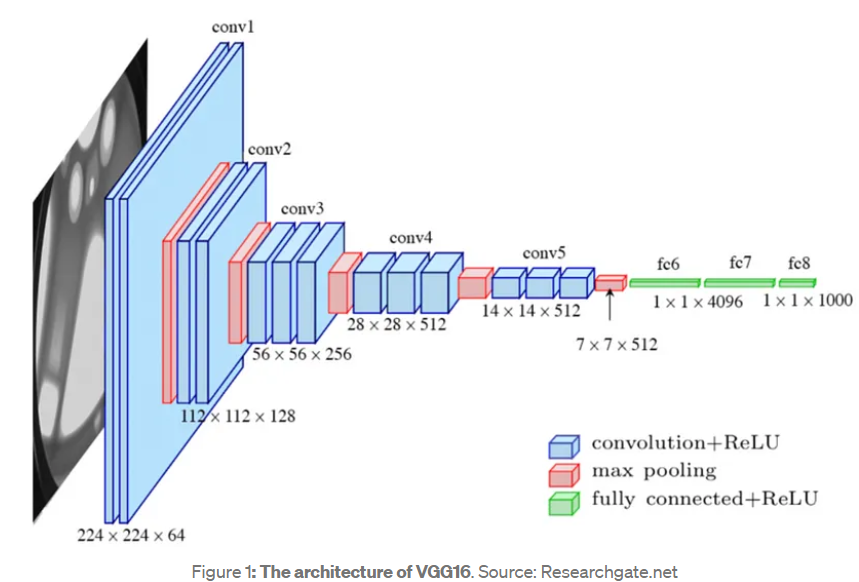 conv1
conv2
conv3
conv4
conv5
fc6
fc7
fc8
224 × 224 × 64
112 × 112 × 128
56 × 56 × 256
28 × 28 × 512
14 × 14 × 512
7 × 7 × 512
1 × 1 × 4096
1 × 1 × 1000
convolution+ReLU
max pooling
fully connected+ReLU
Figure 1: The architecture of VGG16. Source: Researchgate.net